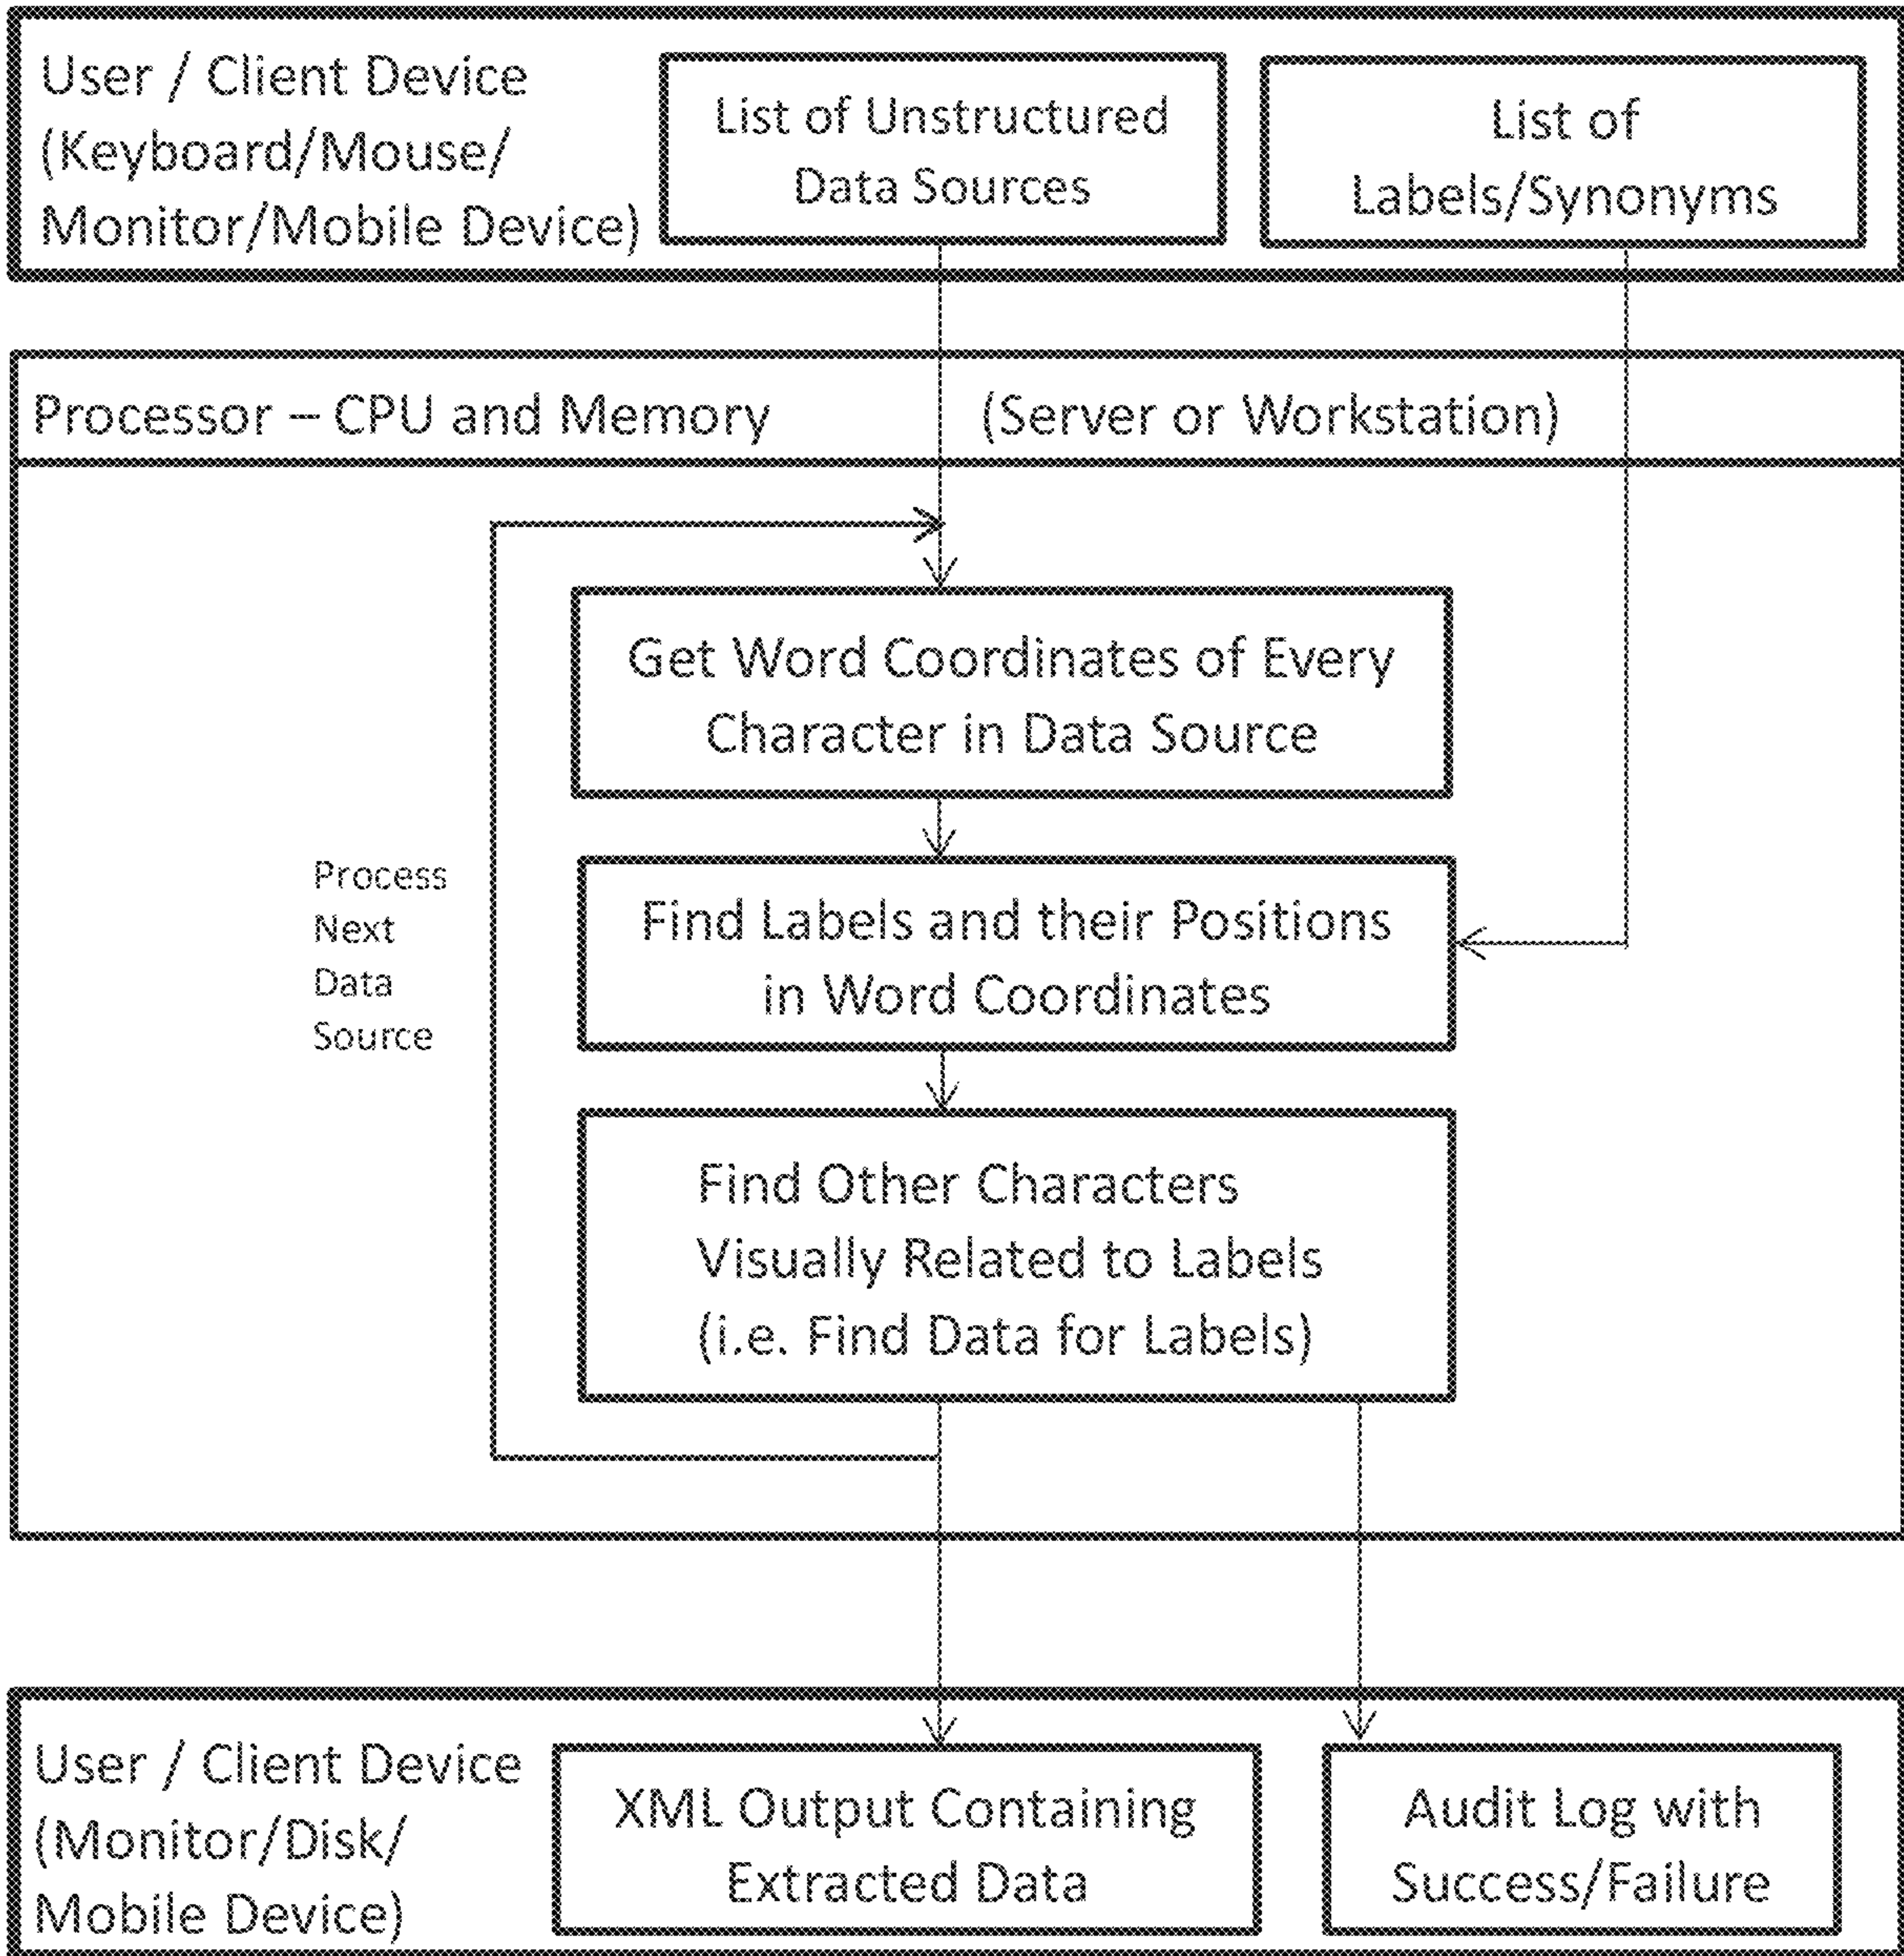 User / Client Device
(Keyboard/Mouse/
Monitor/Mobile Device)
List of Unstructured
Data Sources
List of
Labels/Synonyms
Processor – CPU and Memory
(Server or Workstation)
Get Word Coordinates of Every
Character in Data Source
Process
Next
Data
Source
Find Labels and their Positions
in Word Coordinates
Find Other Characters
Visually Related to Labels
(i.e. Find Data for Labels)
User / Client Device
(Monitor/Disk/
Mobile Device)
XML Output Containing
Extracted Data
Audit Log with
Success/Failure